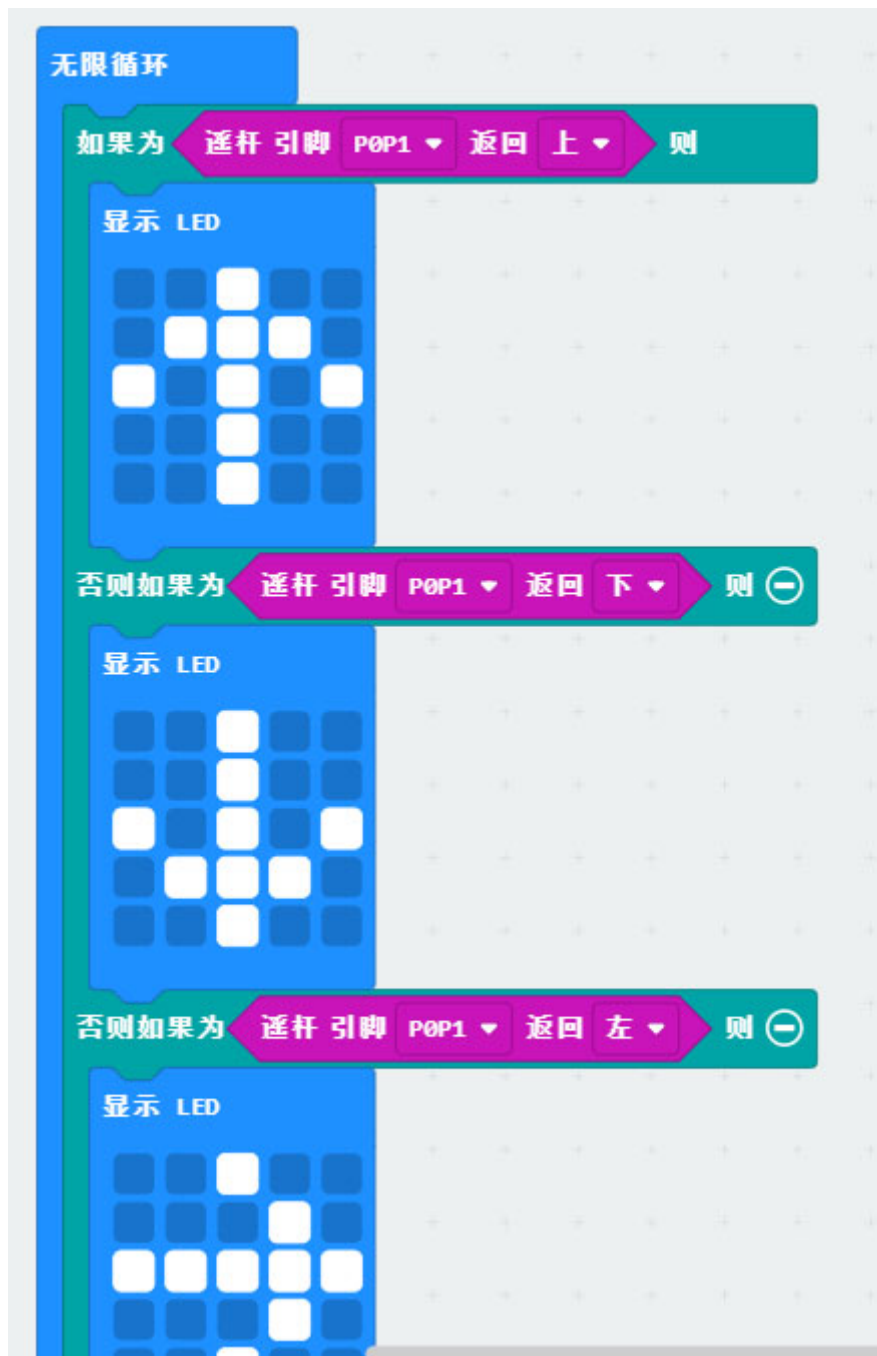 无限循环
如果为 遥杆 引脚 P0P1 返回 上 则
显示 LED
否则如果为 遥杆 引脚 P0P1 返回 下 则
显示 LED
否则如果为 遥杆 引脚 P0P1 返回 左 则
显示 LED